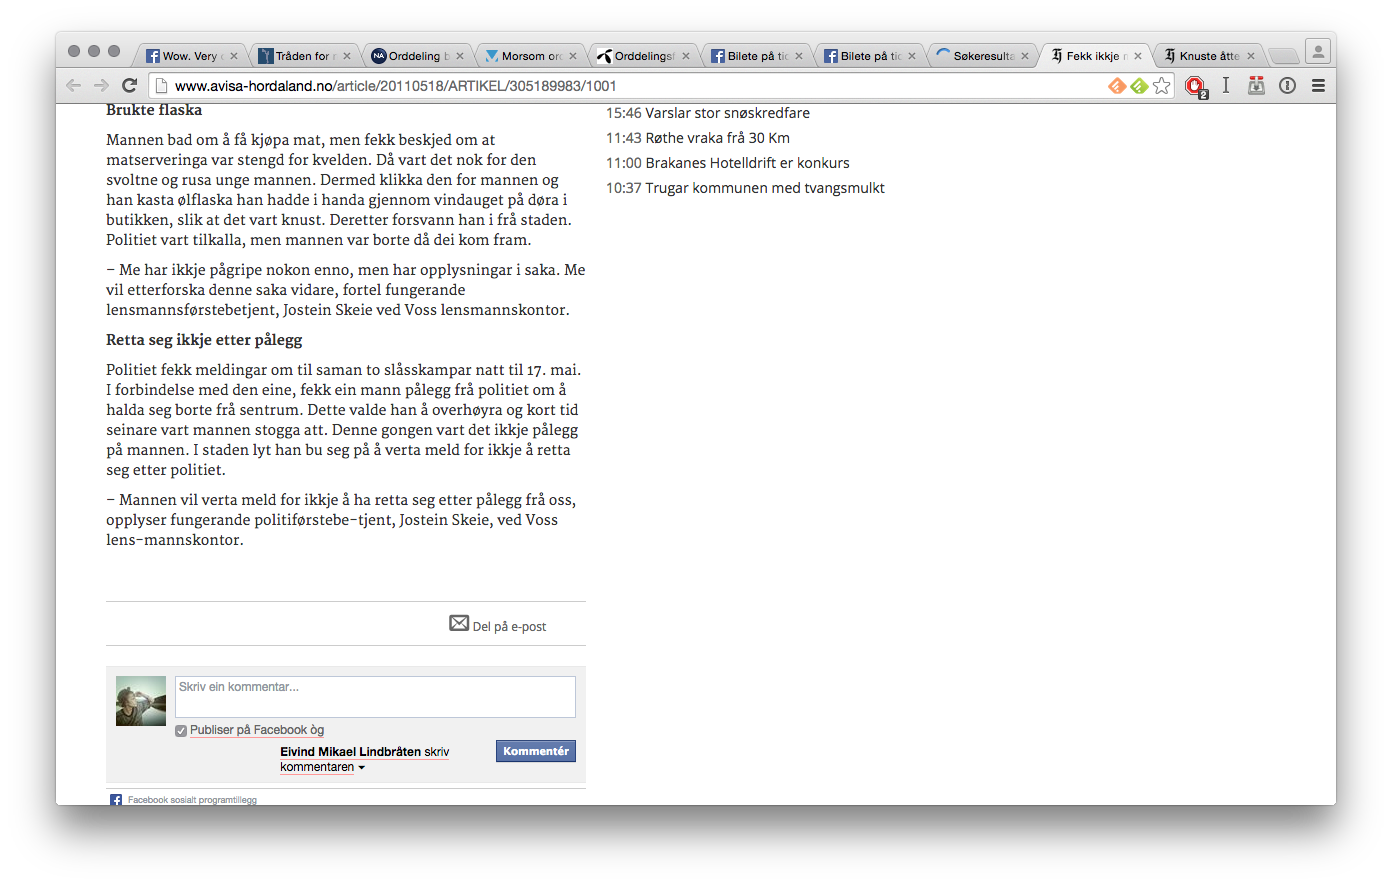 Wow. Very
Tråden for
Orddeling b
Morsom or
Orddelingsf
Bilete på tid
Bilete på tid
Søkeresulta
Fekk ikkje
Knuste åtte
www.avisa-hordaland.no/article/20110518/ARTIKEL/305189983/1001
2
Brukte flaska
Mannen bad om å få kjøpa mat, men fekk beskjed om at
matserveringa var stengd for kvelden. Då vart det nok for den
svoltne og rusa unge mannen. Dermed klikka den for mannen og
han kasta ølflaska han hadde i handa gjennom vindauget på døra i
butikken, slik at det vart knust. Deretter forsvann han i frå staden.
Politiet vart tilkalla, men mannen var borte då dei kom fram.
– Me har ikkje pågripe nokon enno, men har opplysningar i saka. Me
vil etterforska denne saka vidare, fortel fungerande
lensmannsførstebetjent, Jostein Skeie ved Voss lensmannskontor.
Retta seg ikkje etter pålegg
Politiet fekk meldingar om til saman to slåsskampar natt til 17. mai.
I forbindelse med den eine, fekk ein mann pålegg frå politiet om å
halda seg borte frå sentrum. Dette valde han å overhøyra og kort tid
seinare vart mannen stogga att. Denne gongen vart det ikkje pålegg
på mannen. I staden lyt han bu seg på å verta meld for ikkje å retta
seg etter politiet.
– Mannen vil verta meld for ikkje å ha retta seg etter pålegg frå oss,
opplyser fungerande politiførstebe-tjent, Jostein Skeie, ved Voss
lens-mannskontor.
15:46 Varslar stor snøskredfare
11:43 Røthe vraka frå 30 Km
11:00 Brakanes Hotelldrift er konkurs
10:37 Trugar kommunen med tvangsmulkt
Del på e-post
Skriv ein kommentar...
Publiser på Facebook òg
Eivind Mikael Lindbråten skriv
kommentaren
Kommentér
Facebook sosialt programtillegg